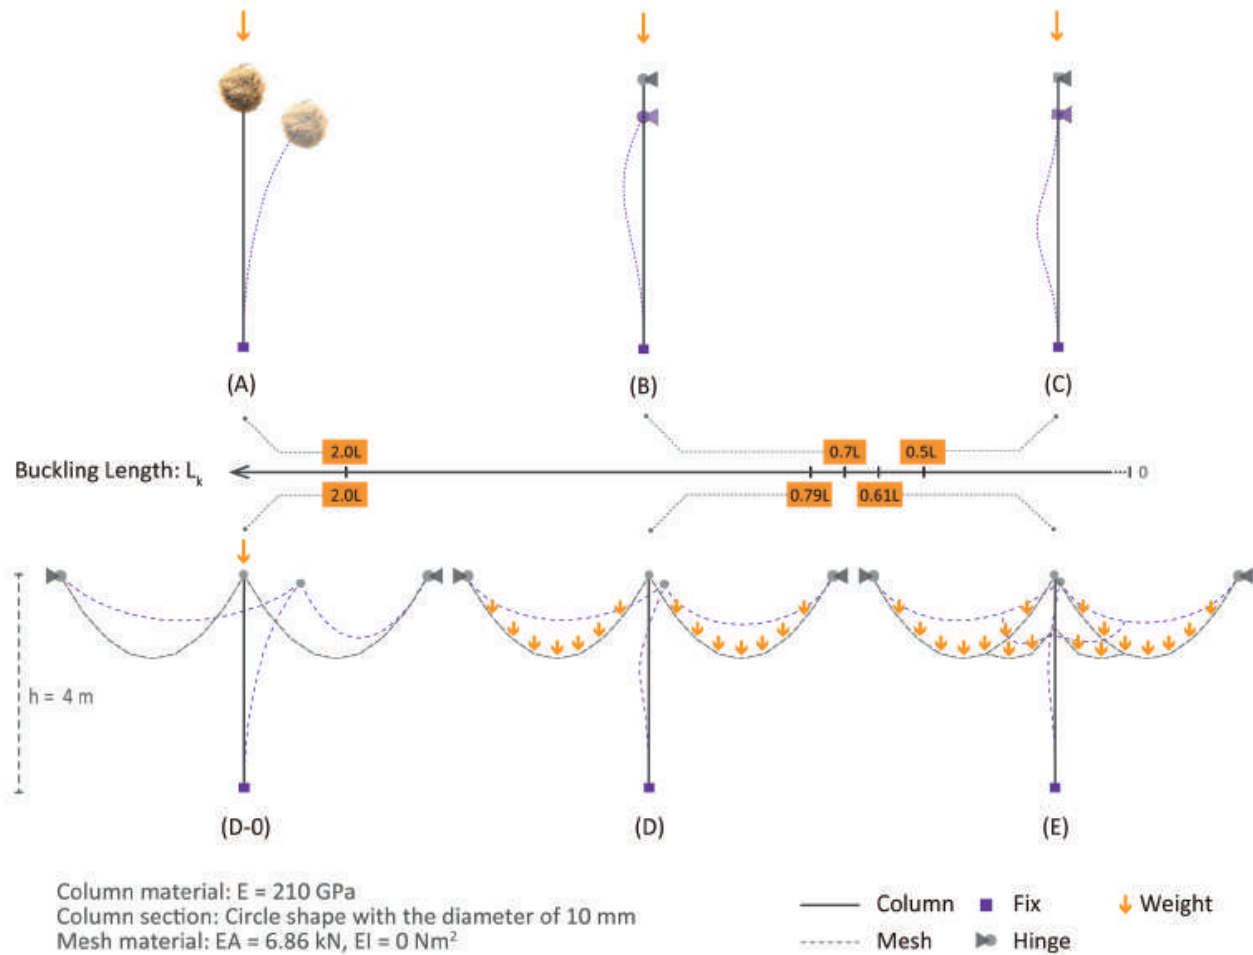 (A)
(B)
(C)
2.0L
0.7L
0.5L
Buckling Length: Lk
0
2.0L
0.79L
0.61L
h = 4 m
(D-0)
(D)
(E)
Column material: E = 210 GPa
Column section: Circle shape with the diameter of 10 mm
Mesh material: EA = 6.86 kN, EI = 0 Nm²
Column
Fix
Weight
Mesh
Hinge